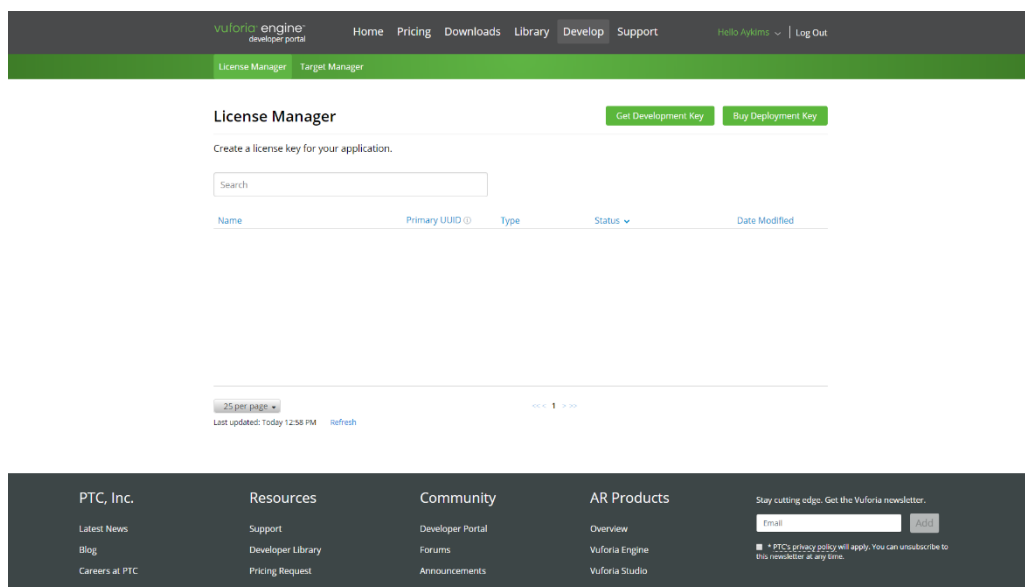 vuforia engine™
developer portal
Home Pricing Downloads Library Develop Support
Hello Aykims | Log Out
License Manager Target Manager
License Manager
Get Development Key Buy Deployment Key
Create a license key for your application.
Search
Name Primary UUID Type Status Date Modified
25 per page
<< < 1 > >>
Last updated: Today 12:58 PM Refresh
PTC, Inc. Resources Community AR Products
Stay cutting edge. Get the Vuforia newsletter.
Latest News Support Developer Portal Overview
Email Add
Blog Developer Library Forums Vuforia Engine
* PTC's privacy policy will apply. You can unsubscribe to
this newsletter at any time.
Careers at PTC Pricing Request Announcements Vuforia Studio